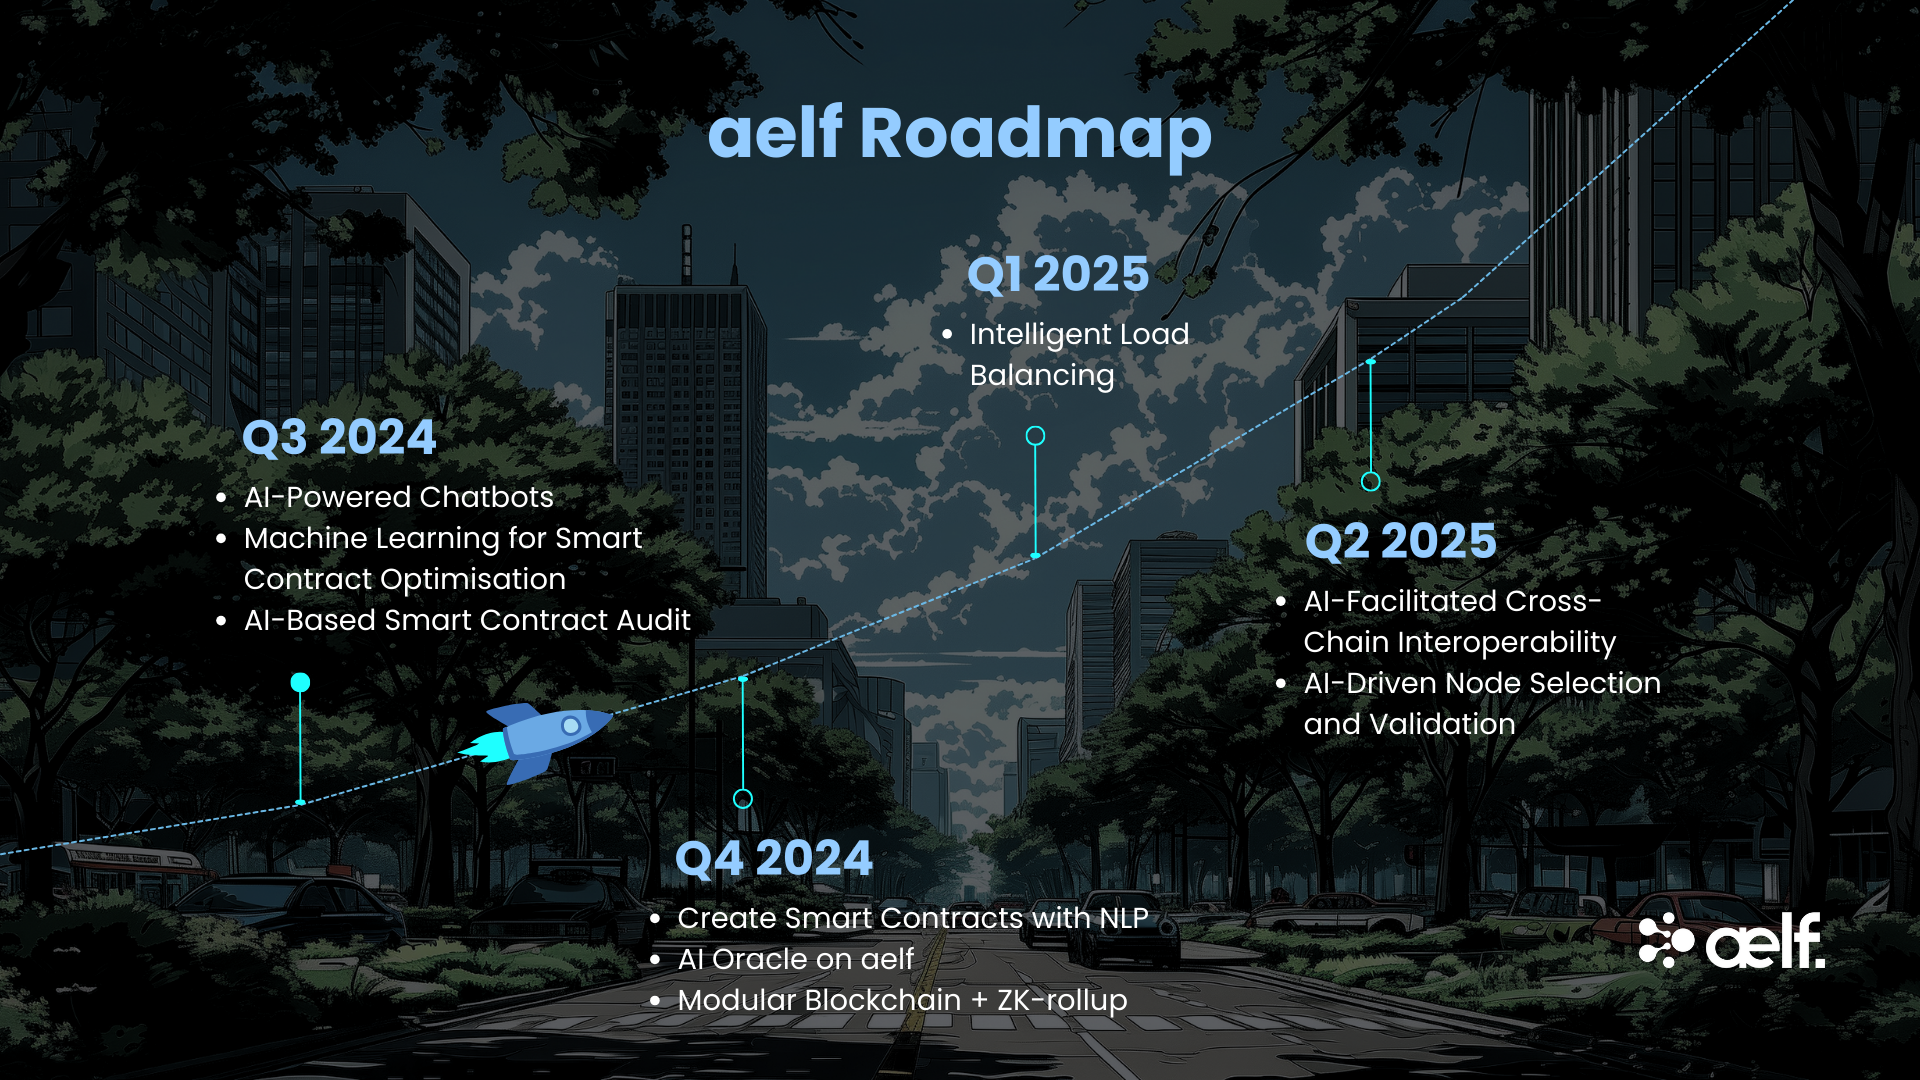 aelf Roadmap
Q3 2024
• AI-Powered Chatbots
• Machine Learning for Smart
Contract Optimisation
• AI-Based Smart Contract Audit
Q4 2024
• Create Smart Contracts with NLP
• AI Oracle on aelf
• Modular Blockchain + ZK-rollup
Q1 2025
• Intelligent Load
Balancing
Q2 2025
• AI-Facilitated Cross-
Chain Interoperability
• AI-Driven Node Selection
and Validation
aelf.